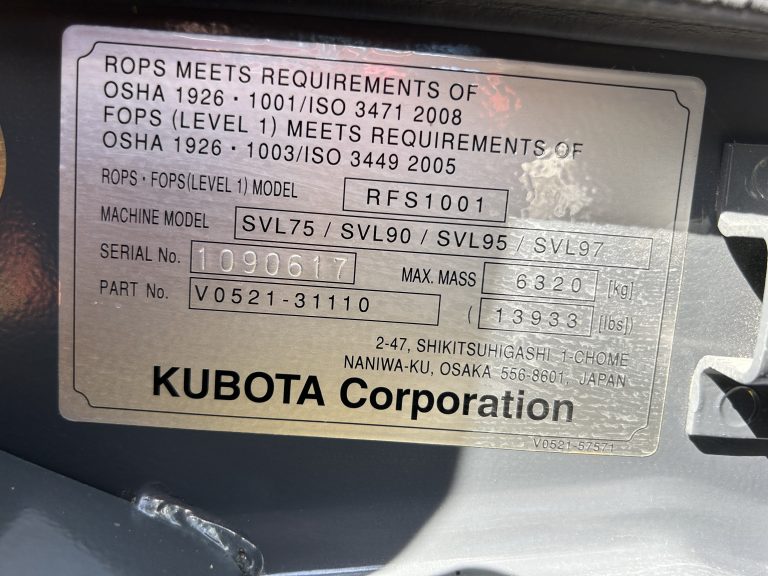 ROPS MEETS REQUIREMENTS OF
OSHA 1926・1001/ISO 3471 2008
FOPS (LEVEL 1) MEETS REQUIREMENTS OF
OSHA 1926・1003/ISO 3449 2005
ROPS・FOPS(LEVEL 1) MODEL RFS1001
MACHINE MODEL SVL75 / SVL90 / SVL95 / SVL97
SERIAL No. 1090617 MAX. MASS 6320 [kg]
PART No. V0521-31110 ( 13933 [lbs])
2-47, SHIKITSUHIGASHI 1-CHOME
NANIWA-KU, OSAKA 556-8601, JAPAN
KUBOTA Corporation
V0521-57571